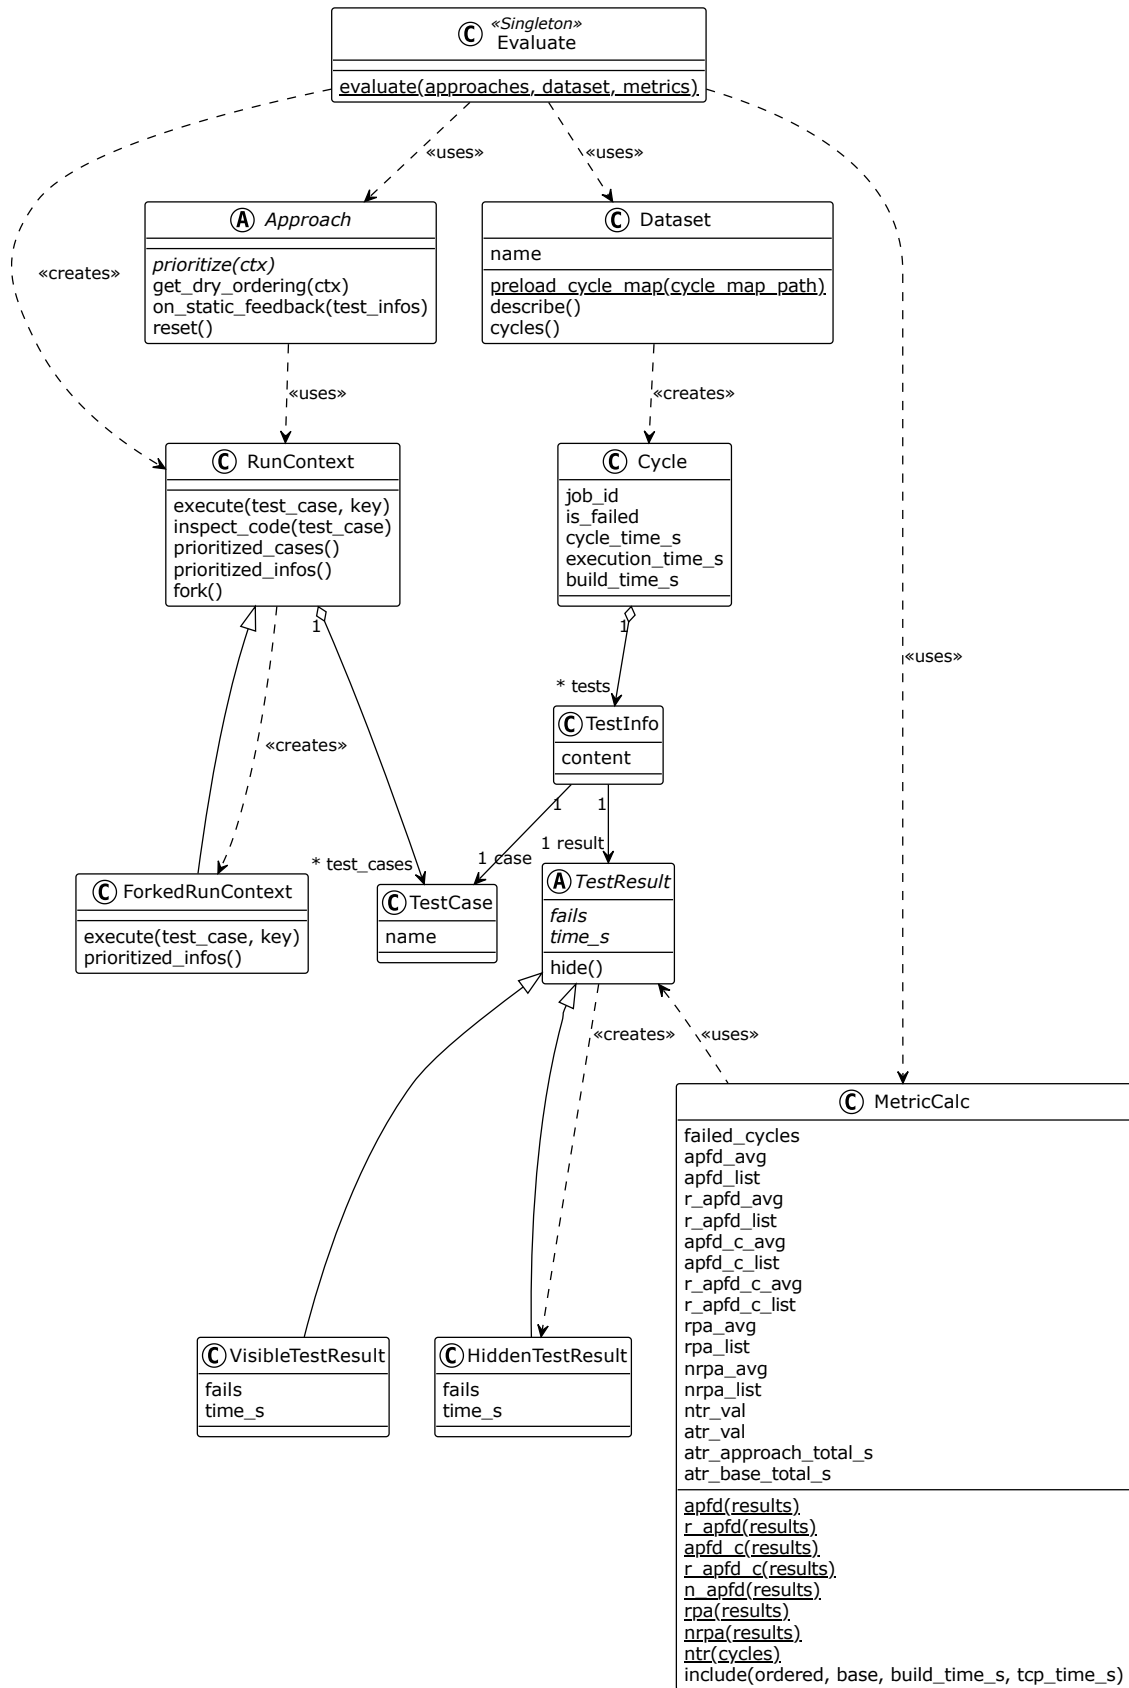 C «Singleton»
Evaluate
evaluate(approaches, dataset, metrics)
«uses»
«uses»
A Approach
prioritize(ctx)
get_dry_ordering(ctx)
on_static_feedback(test_infos)
reset()
C Dataset
name
preload_cycle_map(cycle_map_path)
describe()
cycles()
«creates»
«uses»
«creates»
C RunContext
execute(test_case, key)
inspect_code(test_case)
prioritized_cases()
prioritized_infos()
fork()
C Cycle
job_id
is_failed
cycle_time_s
execution_time_s
build_time_s
1
1
«uses»
* tests
C TestInfo
content
«creates»
1
1
1 result
1 case
* test_cases
C ForkedRunContext
execute(test_case, key)
prioritized_infos()
C TestCase
name
A TestResult
fails
time_s
hide()
«creates»
«uses»
C MetricCalc
failed_cycles
apfd_avg
apfd_list
r_apfd_avg
r_apfd_list
apfd_c_avg
apfd_c_list
r_apfd_c_avg
r_apfd_c_list
rpa_avg
rpa_list
nrpa_avg
nrpa_list
ntr_val
atr_val
atr_approach_total_s
atr_base_total_s
apfd(results)
r_apfd(results)
apfd_c(results)
r_apfd_c(results)
n_apfd(results)
rpa(results)
nrpa(results)
ntr(cycles)
include(ordered, base, build_time_s, tcp_time_s)
C VisibleTestResult
fails
time_s
C HiddenTestResult
fails
time_s